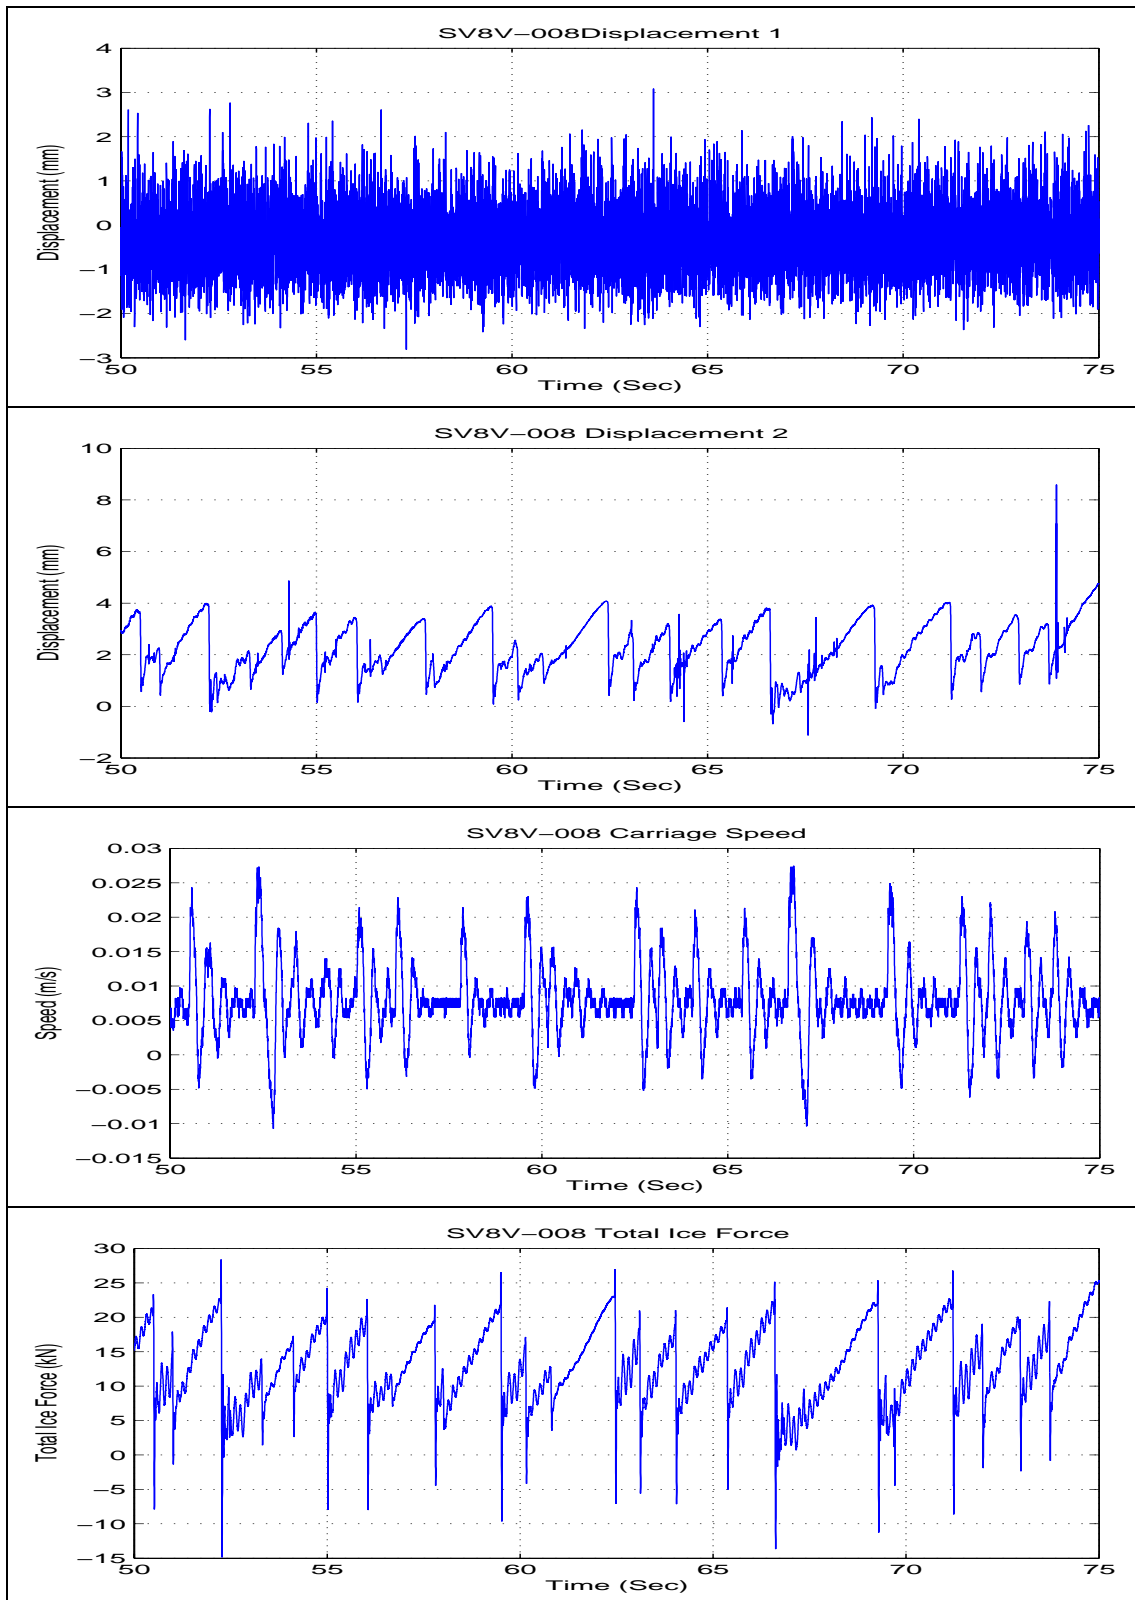 SV8V−008Displacement 1
Displacement (mm)
4
3
2
1
0
−1
−2
−3
50 55 60 65 70 75
Time (Sec)
SV8V−008 Displacement 2
Displacement (mm)
10
8
6
4
2
0
−2
50 55 60 65 70 75
Time (Sec)
SV8V−008 Carriage Speed
Speed (m/s)
0.03
0.025
0.02
0.015
0.01
0.005
0
−0.005
−0.01
−0.015
50 55 60 65 70 75
Time (Sec)
SV8V−008 Total Ice Force
Total Ice Force (kN)
30
25
20
15
10
5
0
−5
−10
−15
50 55 60 65 70 75
Time (Sec)